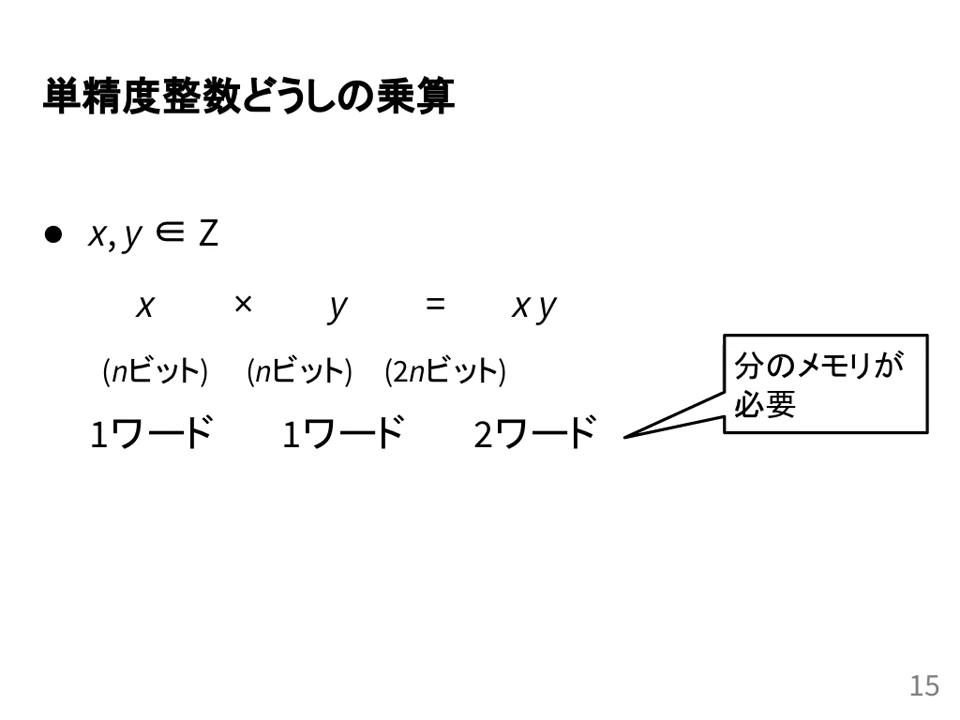 単精度整数どうしの乗算
● x, y ∈ Z
x × y = x y
(nビット) (nビット) (2nビット)
1ワード 1ワード 2ワード
分のメモリが
必要
15